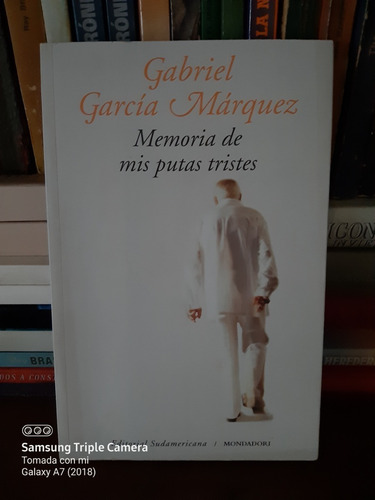 Gabriel
García Márquez
Memoria de
mis putas tristes
Editorial Sudamericana / MONDADORI
Samsung Triple Camera
Tomada con mi
Galaxy A7 (2018)